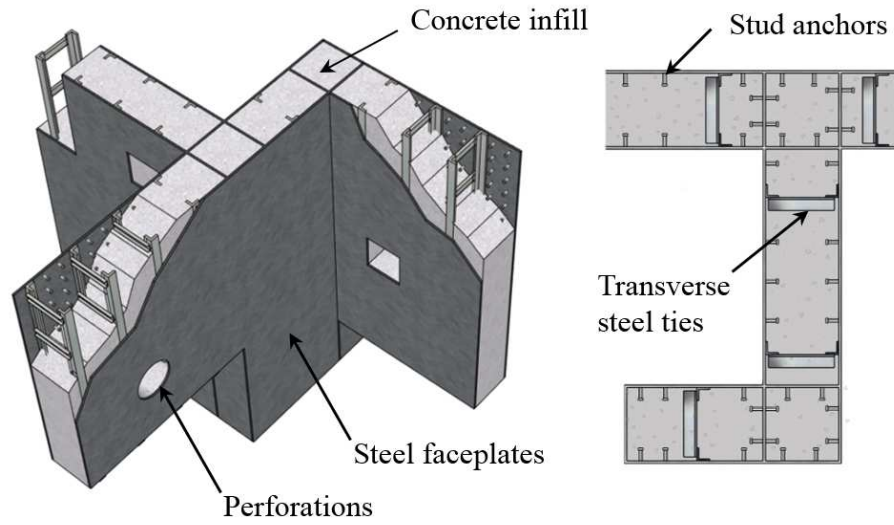 Concrete infill
Stud anchors
Transverse
steel ties
Steel faceplates
Perforations